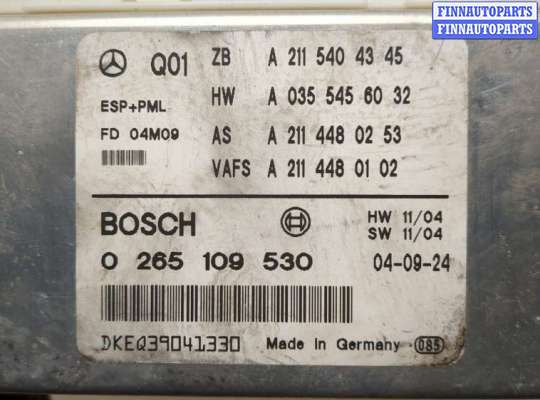 FINNAUTOPARTS
FINNAUTOPARTS
Q01 ZB A 211 540 43 45
ESP+PML HW A 035 545 60 32
FD 04M09 AS A 211 448 02 53
VAFS A 211 448 01 02
BOSCH HW 11/04
SW 11/04
0 265 109 530 04-09-24
DKEQ39041330 Made in Germany 085